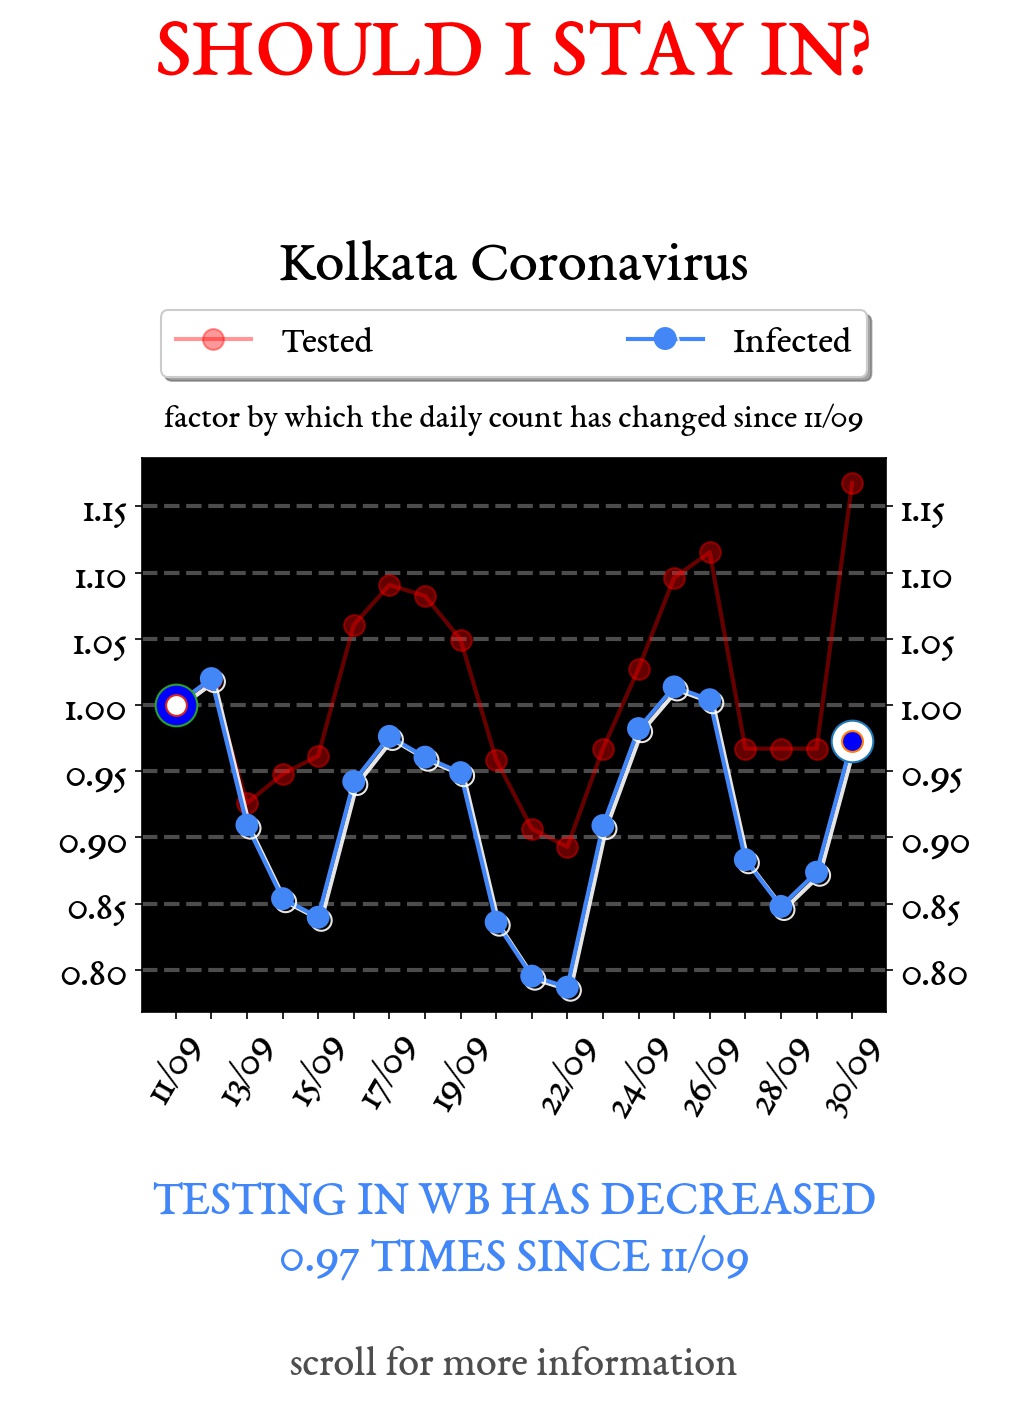 SHOULD I STAY IN?
Kolkata Coronavirus
Tested Infected
factor by which the daily count has changed since 11/09
1.15 1.15
1.10 1.10
1.05 1.05
1.00 1.00
0.95 0.95
0.90 0.90
0.85 0.85
0.80 0.80
11/09 13/09 15/09 17/09 19/09 22/09 24/09 26/09 28/09 30/09
TESTING IN WB HAS DECREASED
0.97 TIMES SINCE 11/09
scroll for more information